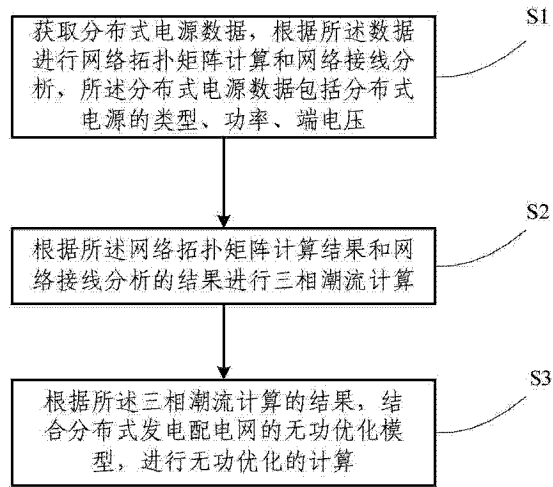 获取分布式电源数据，根据所述数据
进行网络拓扑矩阵计算和网络接线分
析，所述分布式电源数据包括分布式
电源的类型、功率、端电压
S1
根据所述网络拓扑矩阵计算结果和网
络接线分析的结果进行三相潮流计算
S2
根据所述三相潮流计算的结果，结
合分布式发电配电网的无功优化模
型，进行无功优化的计算
S3